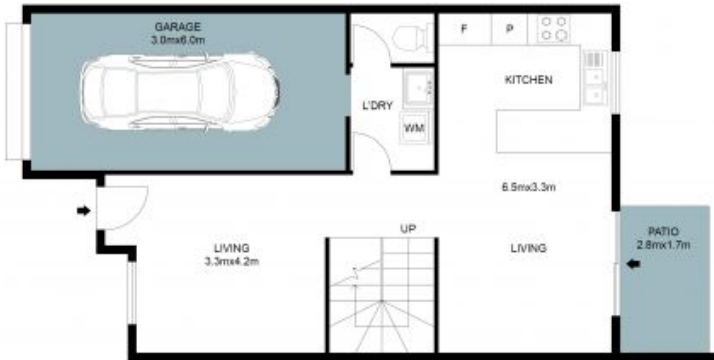 GARAGE
3.0mx6.0m
F
P
KITCHEN
L'DRY
WM
6.5mx3.3m
UP
LIVING
3.3mx4.2m
LIVING
PATIO
2.8mx1.7m